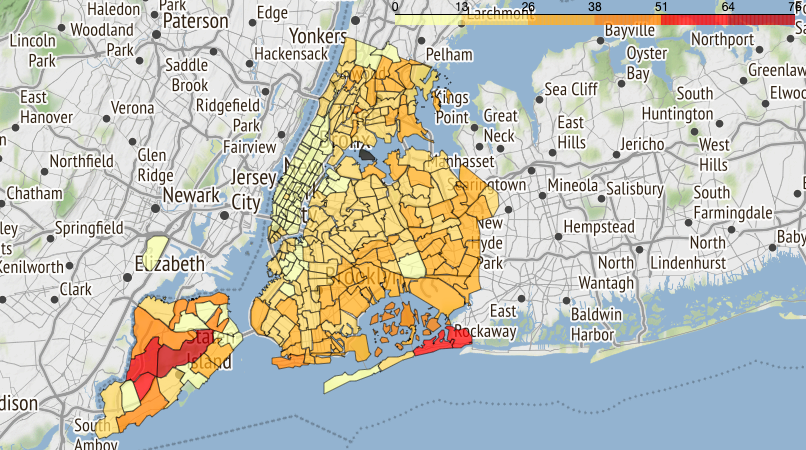 0 13 26 38 51 64 76
Haledon
Park
Edge
Larchmont
Paterson
Woodland
Park
Lincoln
Park
Yonkers
Hackensack
Pelham
Bayville
Northport
Oyster
Bay
Saddle
Brook
Greenlaw
East
Hanover
Verona
Ridgefield
Park
Kings
Point
Sea Cliff
South
Huntington
Elwoo
Great
Neck
East
Hills
Glen
Ridge
Fairview
Jericho
West
Hills
Northfield
Manhasset
Jersey
City
Mineola
Salisbury
South
Farmingdale
Chatham
Newark
Springfield
New
Hyde
Park
Hempstead
North
Lindenhurst
Baby
Kenilworth
Elizabeth
Brooklyn
North
Wantagh
Clark
East
Rockaway
Baldwin
Harbor
Island
South
Amboy